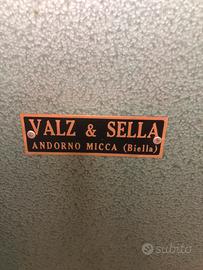 VALZ & SELLA
ANDORNO MICCA (Biella)
subito